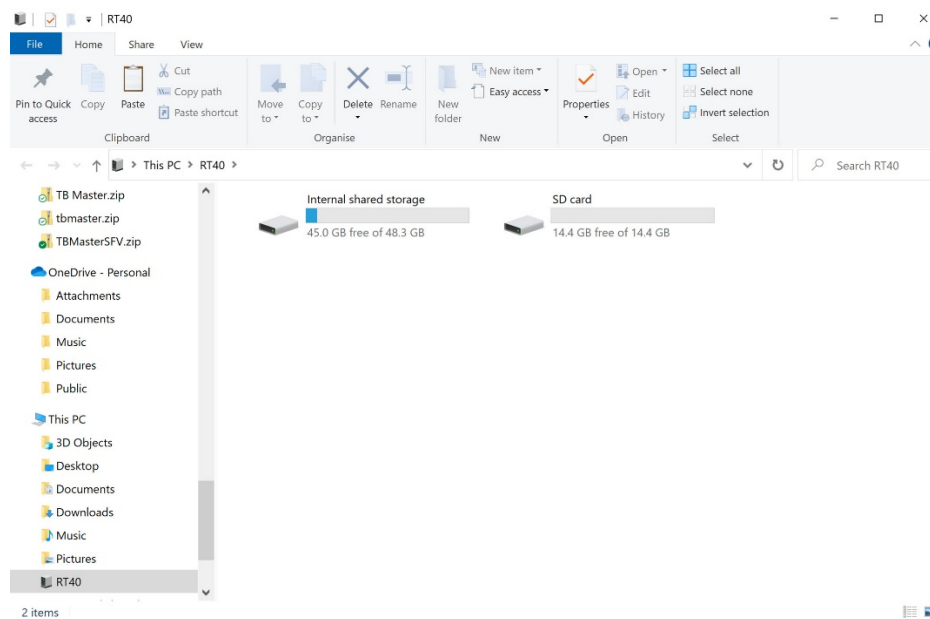 RT40
File Home Share View
Pin to Quick access
Copy
Paste
Cut
Copy path
Paste shortcut
Clipboard
Move to
Copy to
Delete
Rename
Organise
New folder
New item
Easy access
New
Properties
Open
Edit
History
Open
Select all
Select none
Invert selection
Select
This PC > RT40 >
Search RT40
TB Master.zip
tbmaster.zip
TBMasterSFV.zip
OneDrive - Personal
Attachments
Documents
Music
Pictures
Public
This PC
3D Objects
Desktop
Documents
Downloads
Music
Pictures
RT40
Internal shared storage
45.0 GB free of 48.3 GB
SD card
14.4 GB free of 14.4 GB
2 items